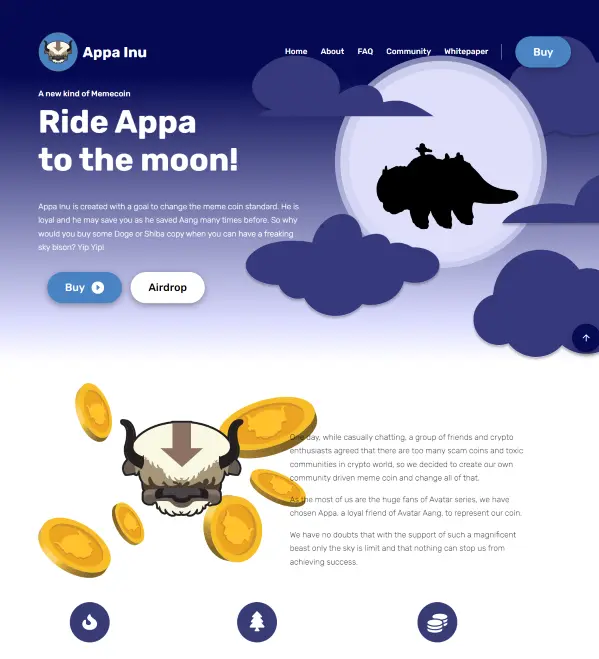 Appa Inu
Home About FAQ Community Whitepaper Buy
A new kind of Memecoin
Ride Appa
to the moon!
Appa Inu is created with a goal to change the meme coin standard. He is
loyal and he may save you as he saved Aang many times before. So why
would you buy some Doge or Shiba copy when you can have a freaking
sky bison? Yip Yip!
Buy
Airdrop
One day, while casually chatting, a group of friends and crypto
enthusiasts agreed that there are too many scam coins and toxic
communities in crypto world, so we decided to create our own
community driven meme coin and change all of that.
As the most of us are the huge fans of Avatar series, we have
chosen Appa, a loyal friend of Avatar Aang, to represent our coin.
We have no doubts that with the support of such a magnificent
beast only the sky is limit and that nothing can stop us from
achieving success.